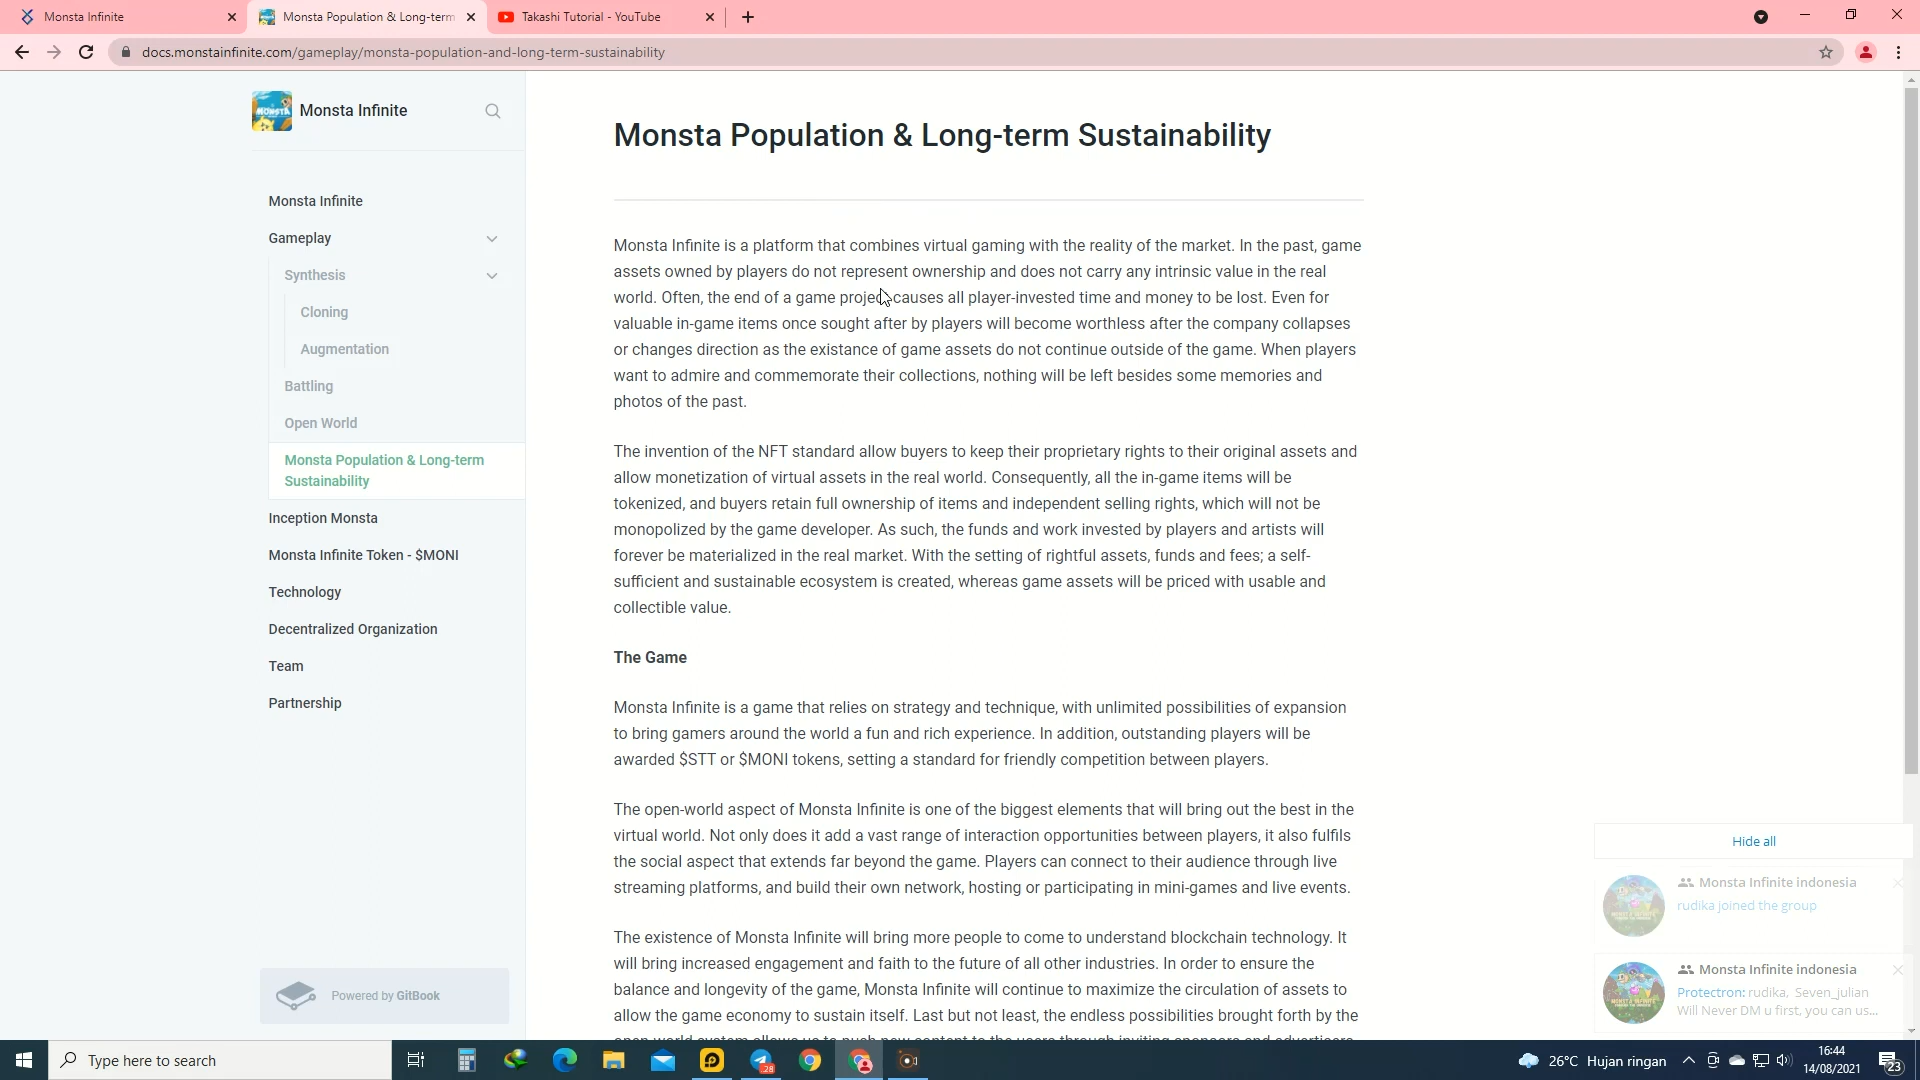 Monsta Infinite
Monsta Population & Long-term
Takashi Tutorial - YouTube
docs.monstainfinite.com/gameplay/monsta-population-and-long-term-sustainability
MONSTA
Monsta Infinite
Monsta Infinite
Gameplay
Synthesis
Cloning
Augmentation
Battling
Open World
Monsta Population & Long-term
Sustainability
Inception Monsta
Monsta Infinite Token - $MONI
Technology
Decentralized Organization
Team
Partnership
Powered by GitBook
Monsta Population & Long-term Sustainability
Monsta Infinite is a platform that combines virtual gaming with the reality of the market. In the past, game
assets owned by players do not represent ownership and does not carry any intrinsic value in the real
world. Often, the end of a game project causes all player-invested time and money to be lost. Even for
valuable in-game items once sought after by players will become worthless after the company collapses
or changes direction as the existance of game assets do not continue outside of the game. When players
want to admire and commemorate their collections, nothing will be left besides some memories and
photos of the past.
The invention of the NFT standard allow buyers to keep their proprietary rights to their original assets and
allow monetization of virtual assets in the real world. Consequently, all the in-game items will be
tokenized, and buyers retain full ownership of items and independent selling rights, which will not be
monopolized by the game developer. As such, the funds and work invested by players and artists will
forever be materialized in the real market. With the setting of rightful assets, funds and fees; a self-
sufficient and sustainable ecosystem is created, whereas game assets will be priced with usable and
collectible value.
The Game
Monsta Infinite is a game that relies on strategy and technique, with unlimited possibilities of expansion
to bring gamers around the world a fun and rich experience. In addition, outstanding players will be
awarded $STT or $MONI tokens, setting a standard for friendly competition between players.
The open-world aspect of Monsta Infinite is one of the biggest elements that will bring out the best in the
virtual world. Not only does it add a vast range of interaction opportunities between players, it also fulfils
the social aspect that extends far beyond the game. Players can connect to their audience through live
streaming platforms, and build their own network, hosting or participating in mini-games and live events.
The existence of Monsta Infinite will bring more people to come to understand blockchain technology. It
will bring increased engagement and faith to the future of all other industries. In order to ensure the
balance and longevity of the game, Monsta Infinite will continue to maximize the circulation of assets to
allow the game economy to sustain itself. Last but not least, the endless possibilities brought forth by the
open world system allows us to push new content to the users through inviting sponsors and advertisers
Hide all
Monsta Infinite indonesia
rudika joined the group
Monsta Infinite indonesia
Protectron: rudika, Seven_julian
Will Never DM u first, you can us...
Type here to search
28
26°C Hujan ringan
16:44
14/08/2021
23